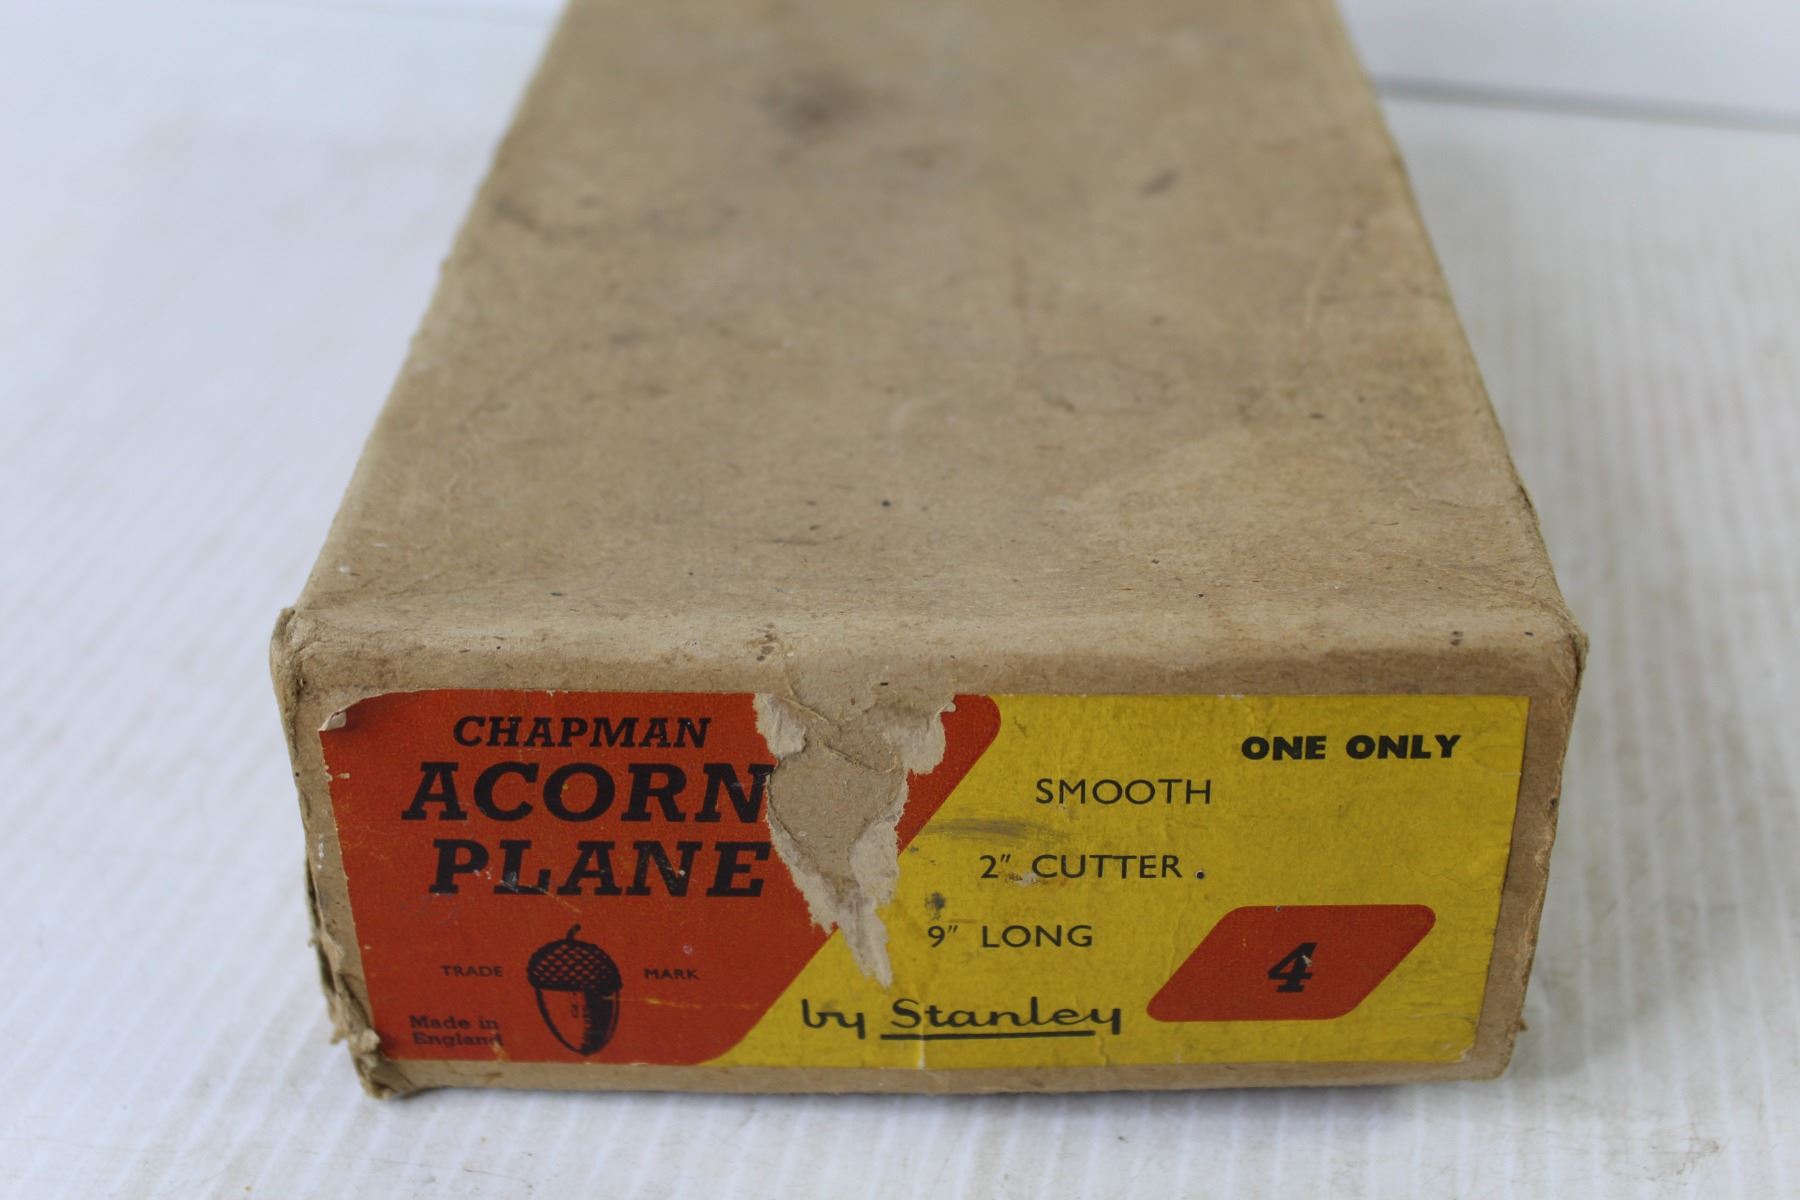 CHAPMAN
ACORN
PLANE
TRADE MARK
Made in
England
ONE ONLY
SMOOTH
2" CUTTER.
9" LONG
4
by Stanley